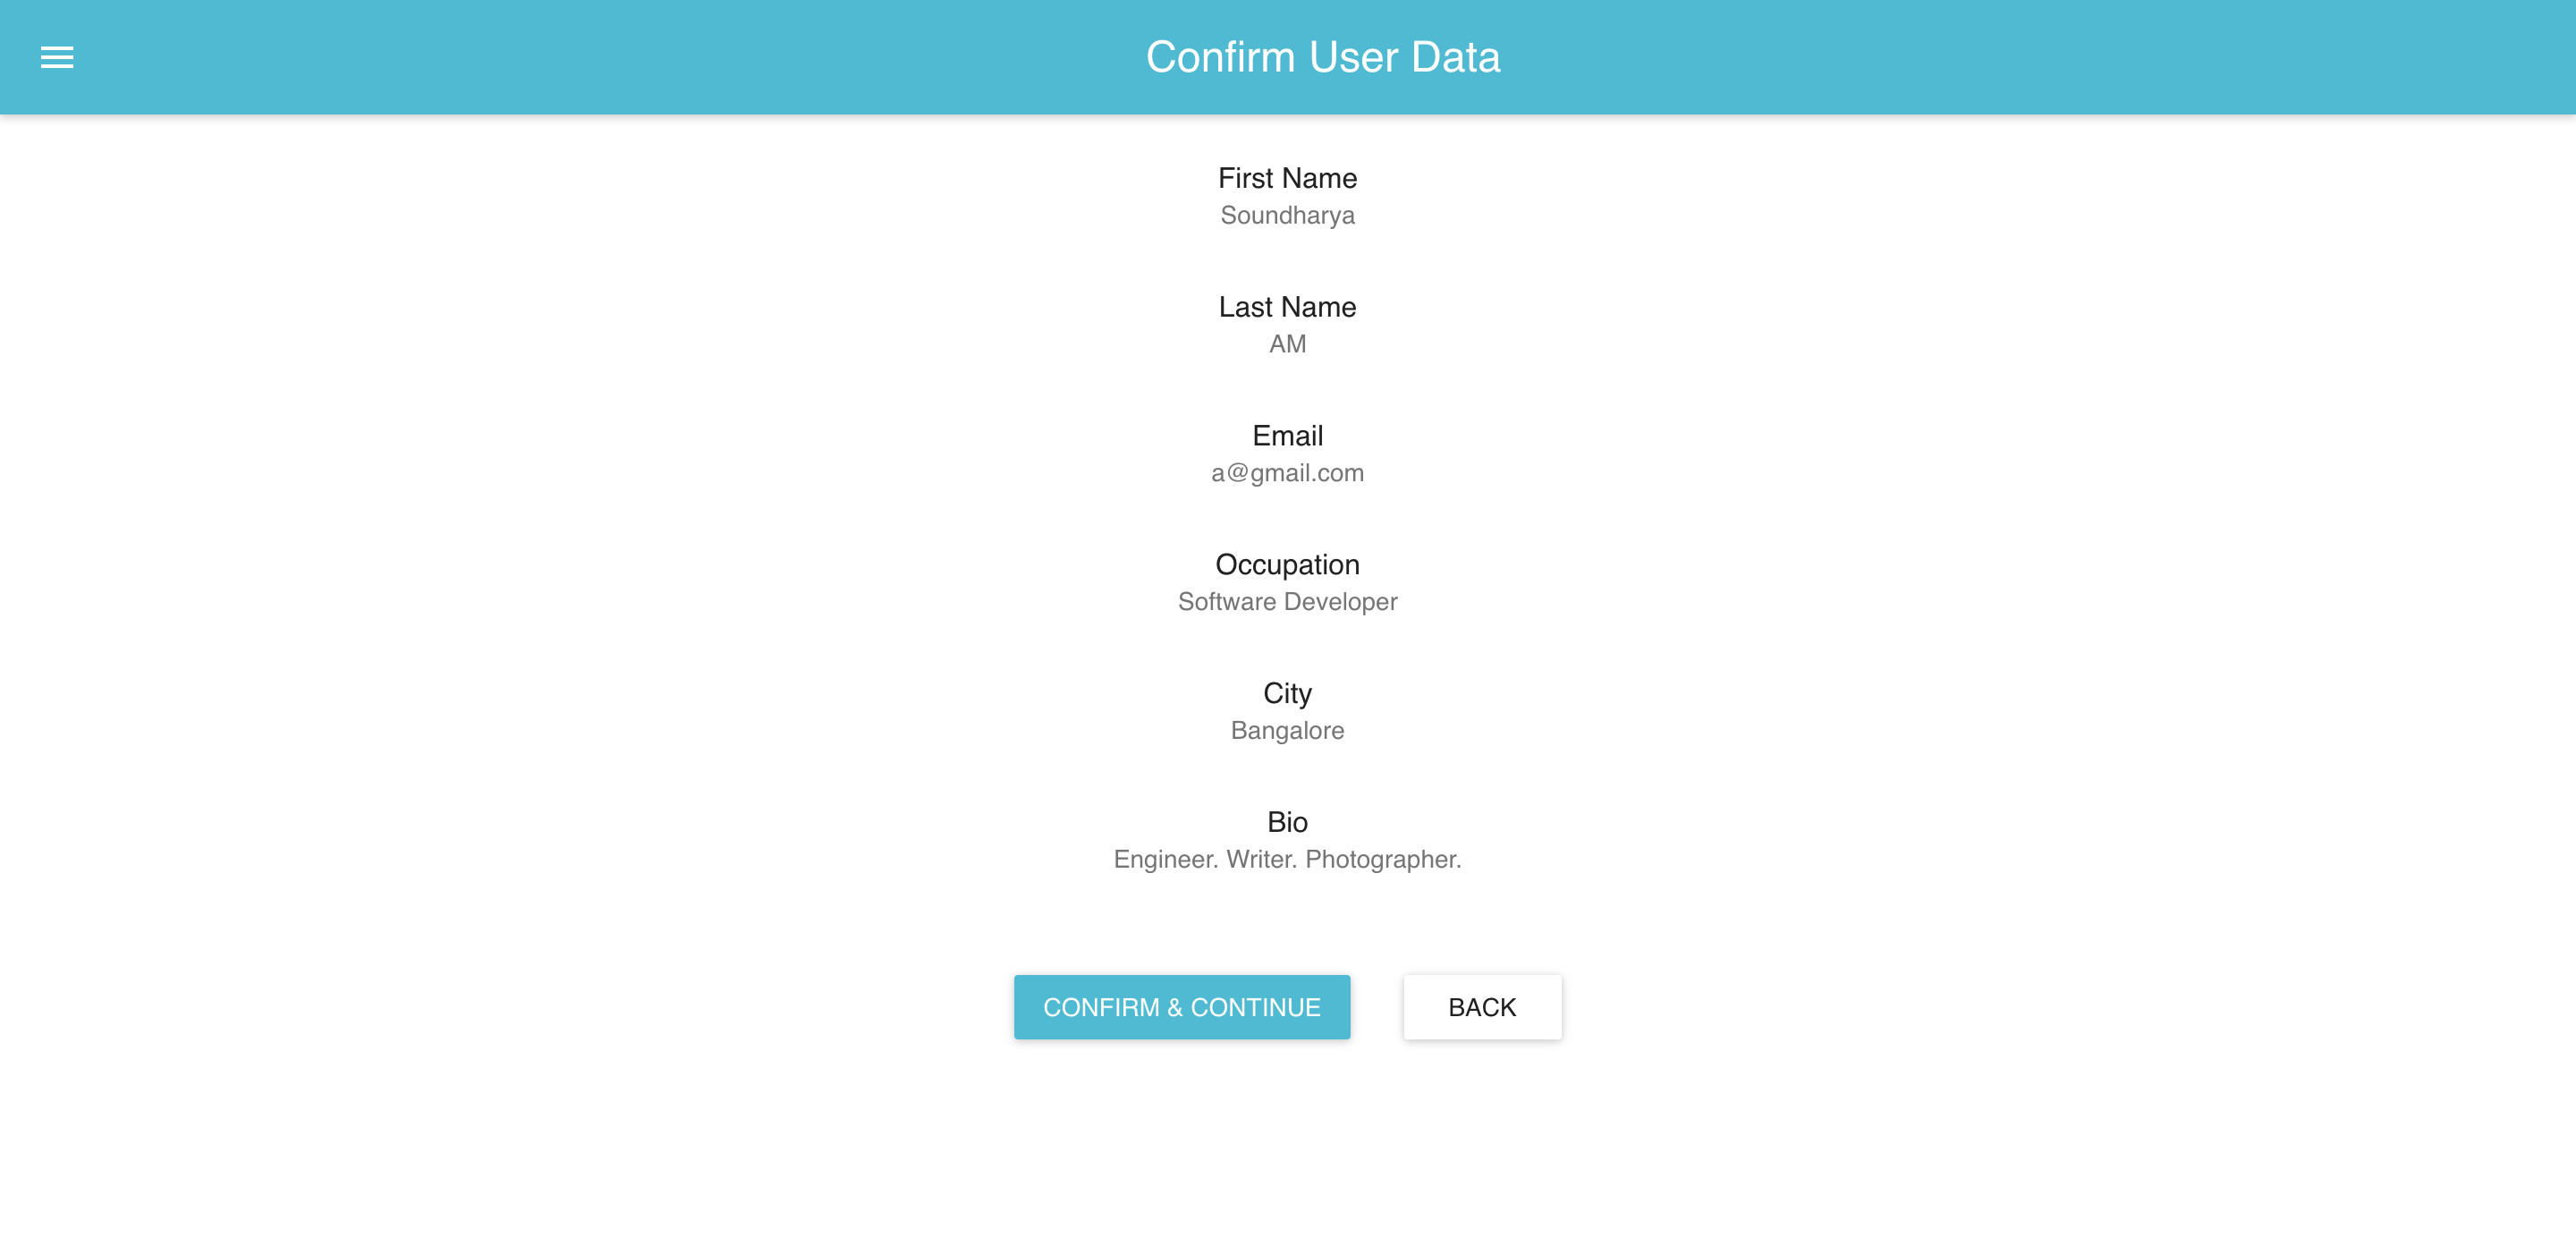 Confirm User Data
First Name
Soundharya
Last Name
AM
Email
a@gmail.com
Occupation
Software Developer
City
Bangalore
Bio
Engineer. Writer. Photographer.
CONFIRM & CONTINUE
BACK